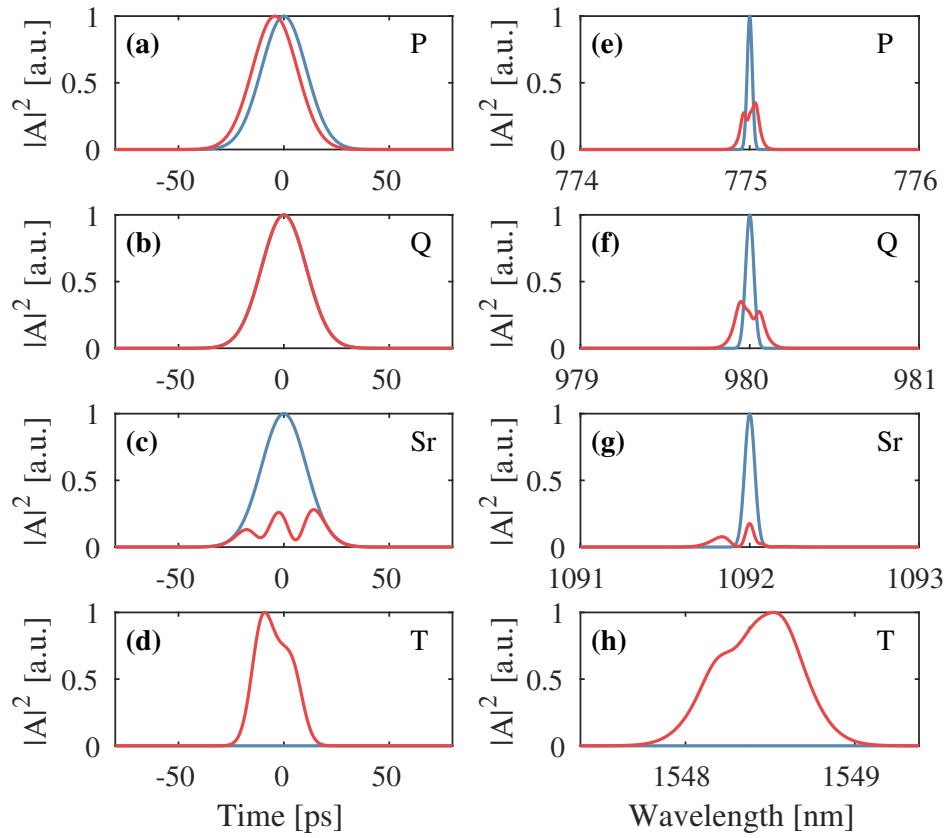 (a) P
|A|² [a.u.]
1
0.5
0
-50 0 50
(e) P
|A|² [a.u.]
1
0.5
0
774 775 776
(b) Q
|A|² [a.u.]
1
0.5
0
-50 0 50
(f) Q
|A|² [a.u.]
1
0.5
0
979 980 981
(c) Sr
|A|² [a.u.]
1
0.5
0
-50 0 50
(g) Sr
|A|² [a.u.]
1
0.5
0
1091 1092 1093
(d) T
|A|² [a.u.]
1
0.5
0
-50 0 50
Time [ps]
(h) T
|A|² [a.u.]
1
0.5
0
1548 1549
Wavelength [nm]